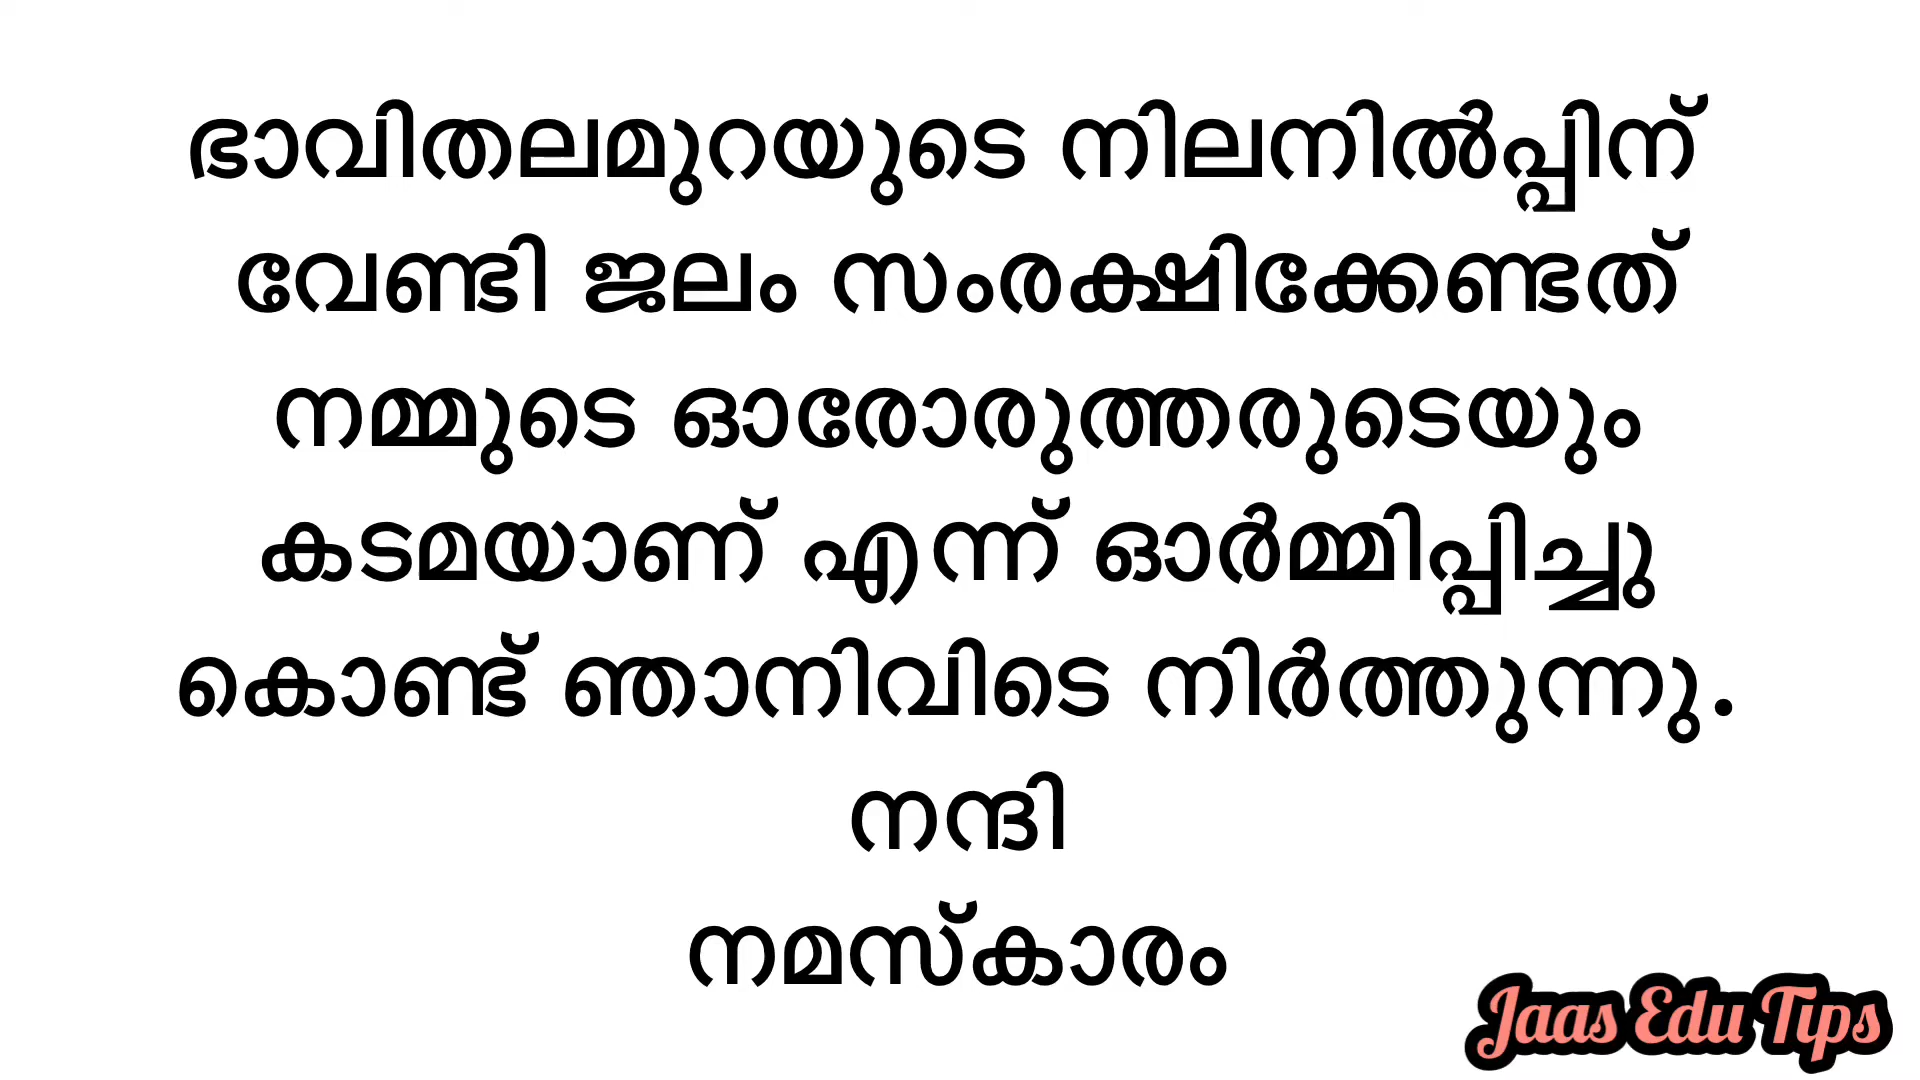 ഭാവിതലമുറയുടെ നിലനിൽപ്പിന്
വേണ്ടി ജലം സംരക്ഷിക്കേണ്ടത്
നമ്മുടെ ഓരോരുത്തരുടെയും
കടമയാണ് എന്ന് ഓർമ്മിപ്പിച്ചു
കൊണ്ട് ഞാനിവിടെ നിർത്തുന്നു.
നന്ദി
നമസ്കാരം
Jaas Edu Tips